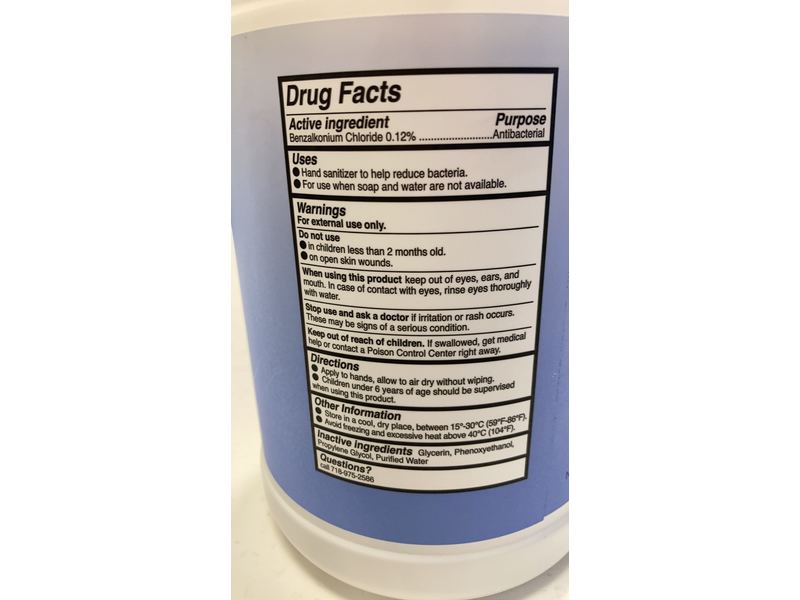 Drug Facts
Active ingredient Purpose
Benzalkonium Chloride 0.12% ..........................Antibacterial
Uses
● Hand sanitizer to help reduce bacteria.
● For use when soap and water are not available.
Warnings
For external use only.
Do not use
● in children less than 2 months old.
● on open skin wounds.
When using this product keep out of eyes, ears, and
mouth. In case of contact with eyes, rinse eyes thoroughly
with water.
Stop use and ask a doctor if irritation or rash occurs.
These may be signs of a serious condition.
Keep out of reach of children. If swallowed, get medical
help or contact a Poison Control Center right away.
Directions
● Apply to hands, allow to air dry without wiping.
● Children under 6 years of age should be supervised
when using this product.
Other Information
● Store in a cool, dry place, between 15°-30°C (59°F-86°F).
● Avoid freezing and excessive heat above 40°C (104°F).
Inactive ingredients Glycerin, Phenoxyethanol,
Propylene Glycol, Purified Water
Questions?
call 718-975-2586